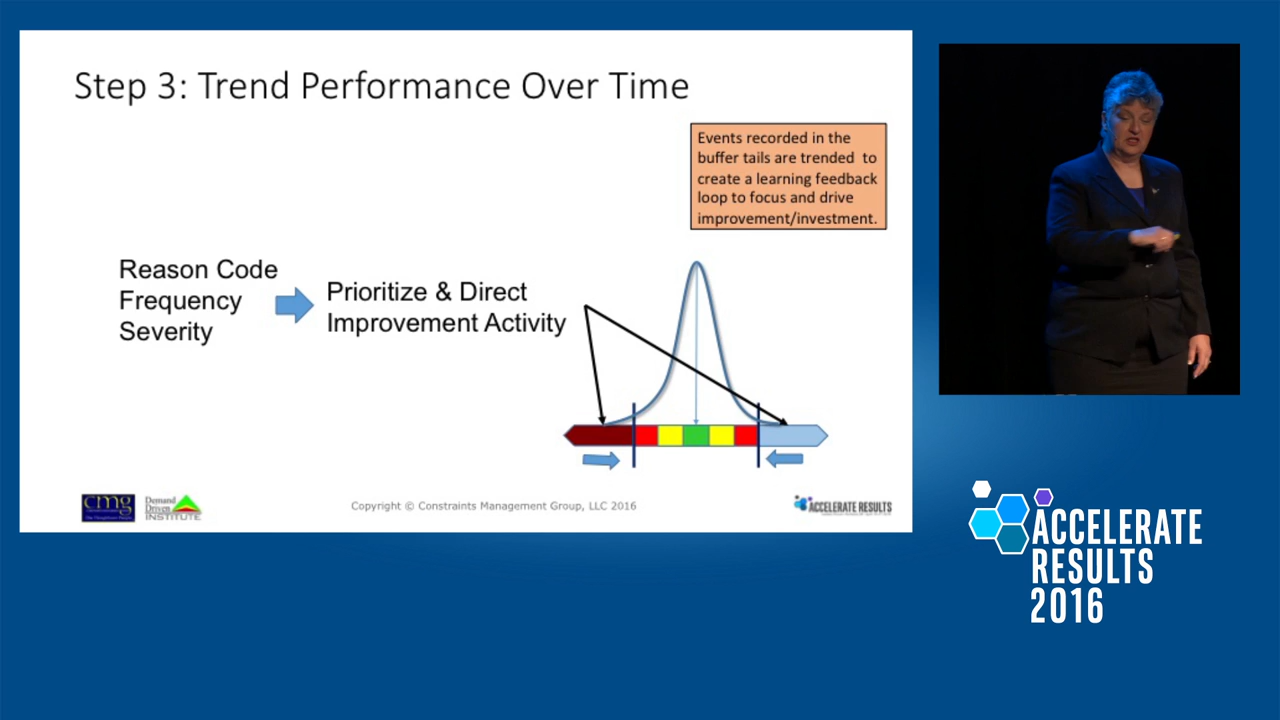 Step 3: Trend Performance Over Time
Events recorded in the
buffer tails are trended to
create a learning feedback
loop to focus and drive
improvement/investment.
Reason Code
Frequency
Severity
Prioritize & Direct
Improvement Activity
cmg
Demand
Driven
INSTITUTE
Copyright © Constraints Management Group, LLC 2016
ACCELERATE RESULTS
ACCELERATE
RESULTS
2016